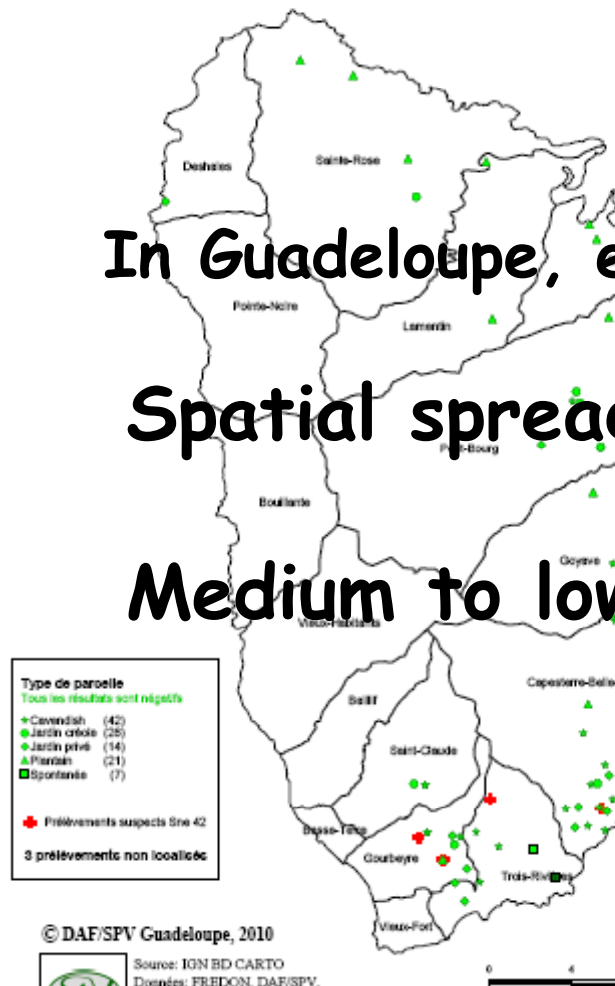 Deshaies
Sainte-Rose
In Guadeloupe, e
Pointe-Noire
Lamentin
Spatial sprea
Petit-Bourg
Bouillante
Goyave
Medium to low
Vieux-Habitants
Type de parcelle
Tous les résultats sont négatifs
Cavendish (42)
Jardin créole (28)
Jardin privé (14)
Plantain (21)
Spontanée (7)
Prélèvements suspects Sne 42
3 prélèvements non localisés
Capesterre-Belle
Baillif
Saint-Claude
Basse-Terre
Gourbeyre
Trois-Rivières
Vieux-Fort
© DAF/SPV Guadeloupe, 2010
Source: IGN BD CARTO
Données: FREDON, DAF/SPV,
0 4